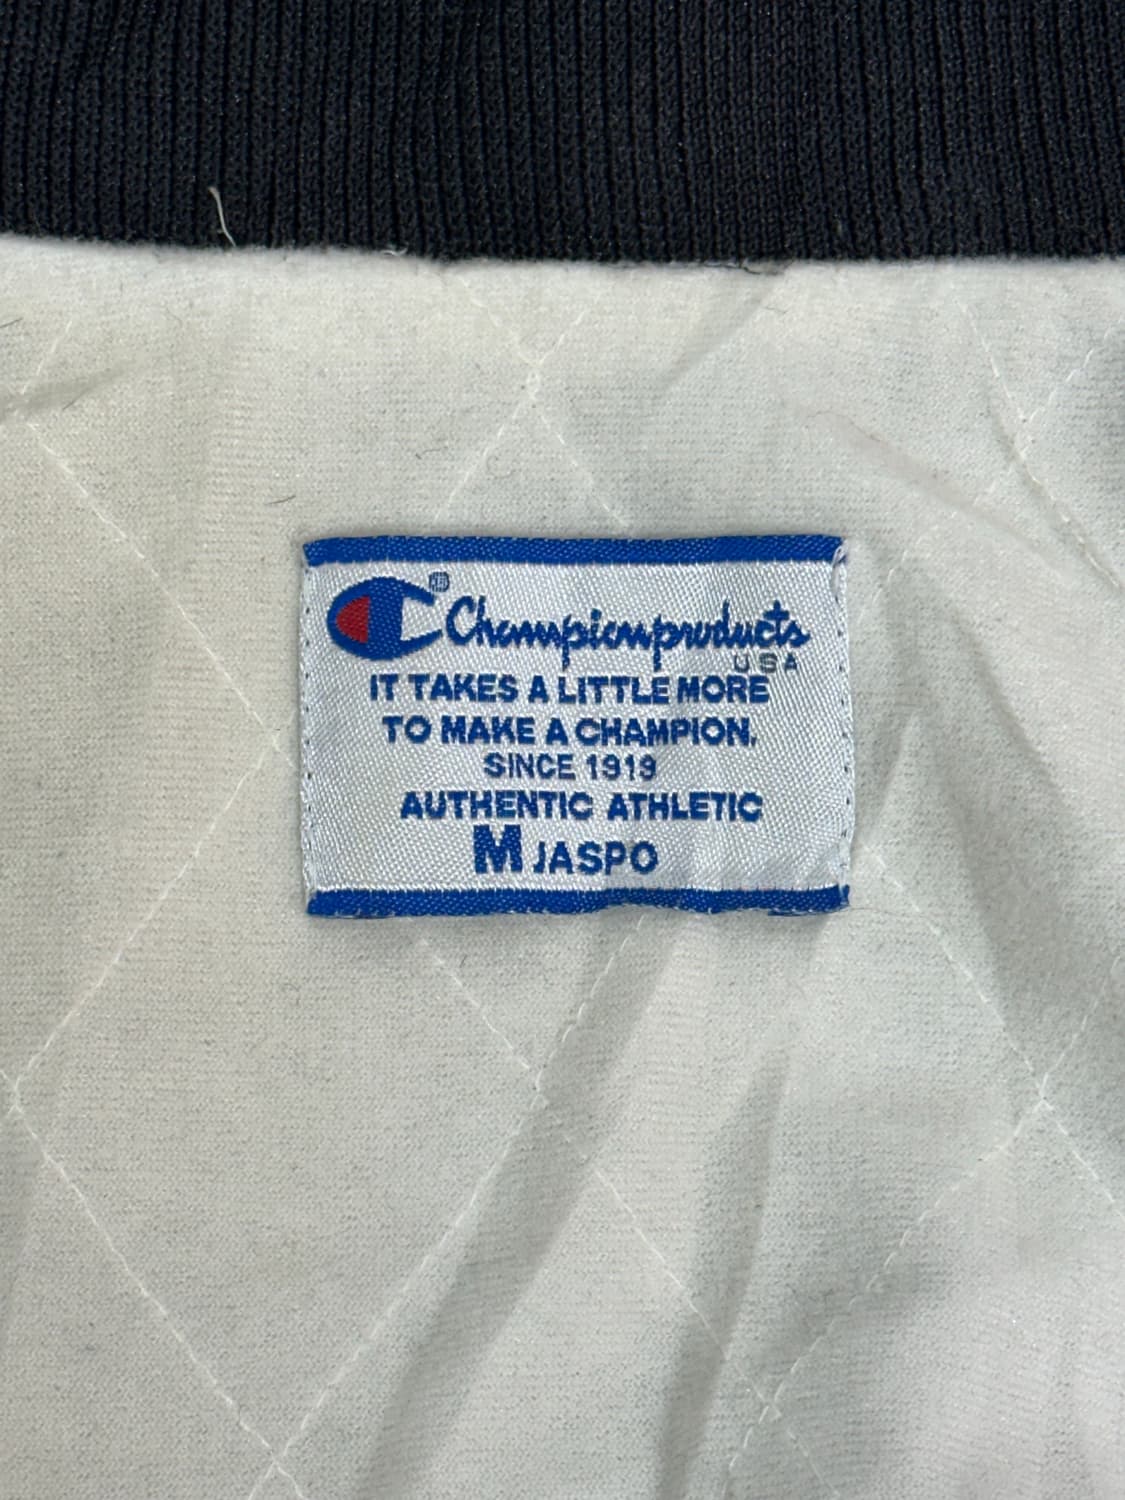 Championproducts
USA
IT TAKES A LITTLE MORE
TO MAKE A CHAMPION.
SINCE 1919
AUTHENTIC ATHLETIC
M JASPO